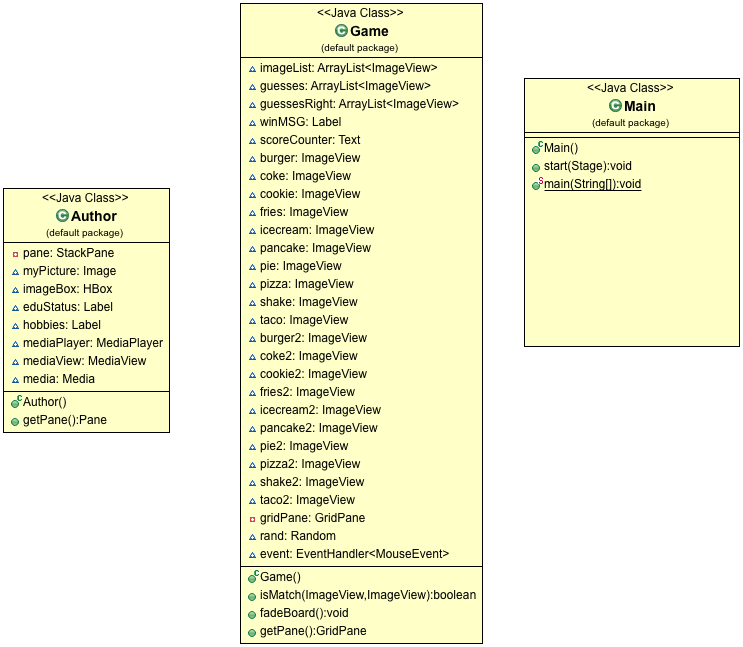 <<Java Class>>
Author
(default package)
pane: StackPane
myPicture: Image
imageBox: HBox
eduStatus: Label
hobbies: Label
mediaPlayer: MediaPlayer
mediaView: MediaView
media: Media
Author()
getPane():Pane
<<Java Class>>
Game
(default package)
imageList: ArrayList<ImageView>
guesses: ArrayList<ImageView>
guessesRight: ArrayList<ImageView>
winMSG: Label
scoreCounter: Text
burger: ImageView
coke: ImageView
cookie: ImageView
fries: ImageView
icecream: ImageView
pancake: ImageView
pie: ImageView
pizza: ImageView
shake: ImageView
taco: ImageView
burger2: ImageView
coke2: ImageView
cookie2: ImageView
fries2: ImageView
icecream2: ImageView
pancake2: ImageView
pie2: ImageView
pizza2: ImageView
shake2: ImageView
taco2: ImageView
gridPane: GridPane
rand: Random
event: EventHandler<MouseEvent>
Game()
isMatch(ImageView,ImageView):boolean
fadeBoard():void
getPane():GridPane
<<Java Class>>
Main
(default package)
Main()
start(Stage):void
main(String[]):void